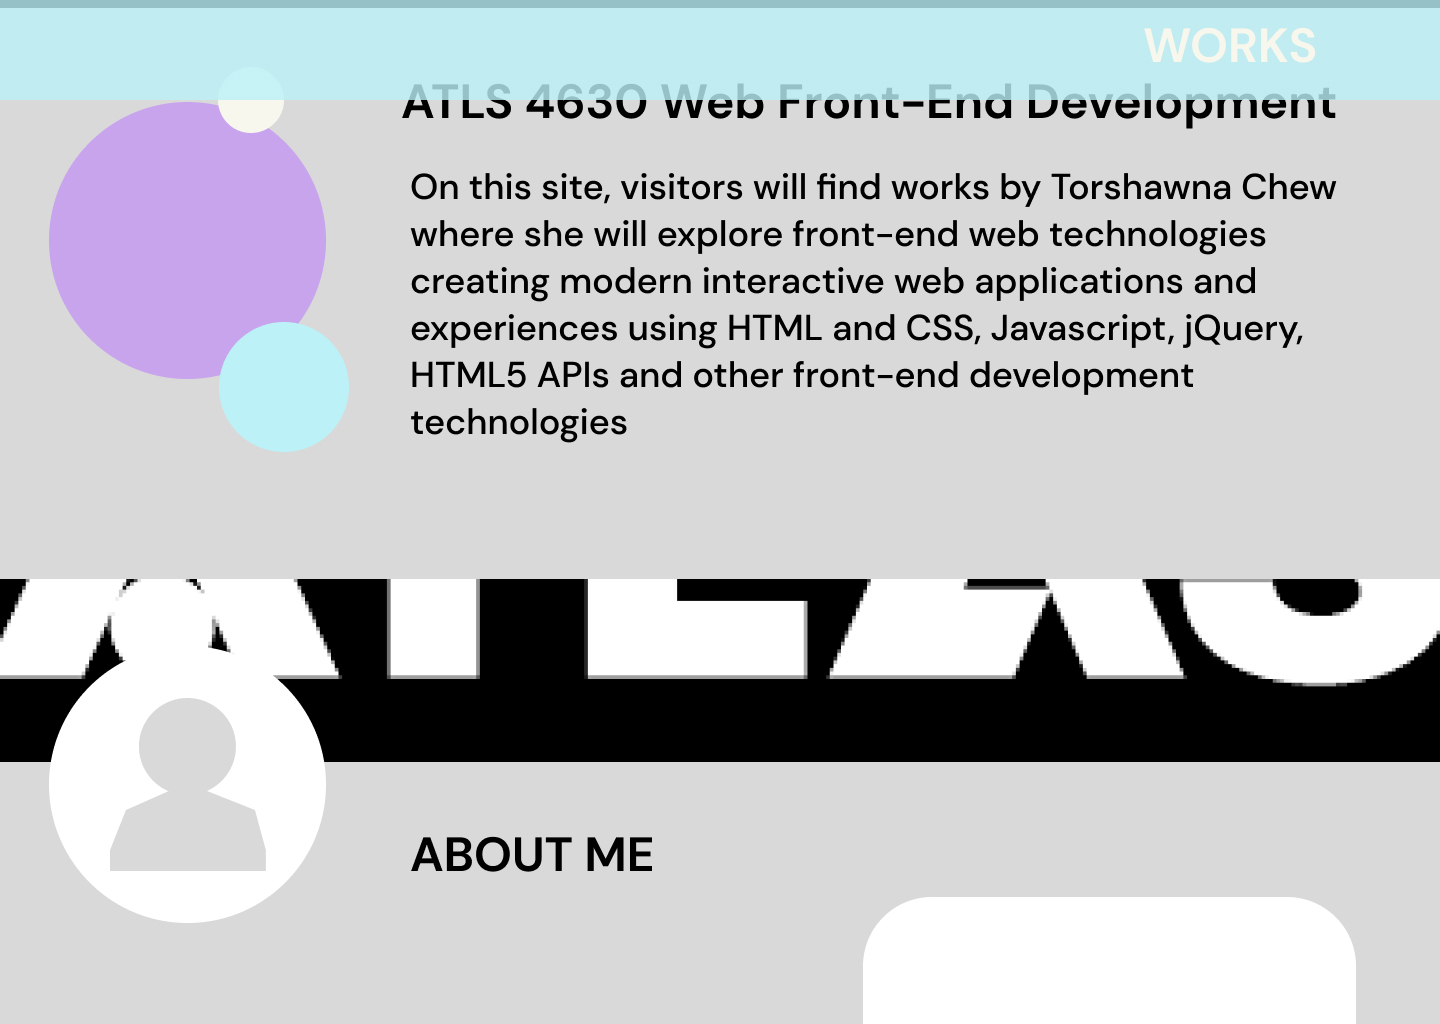 WORKS
ATLS 4630 Web Front-End Development
On this site, visitors will find works by Torshawna Chew
where she will explore front-end web technologies
creating modern interactive web applications and
experiences using HTML and CSS, Javascript, jQuery,
HTML5 APIs and other front-end development
technologies
ATLAS
ABOUT ME